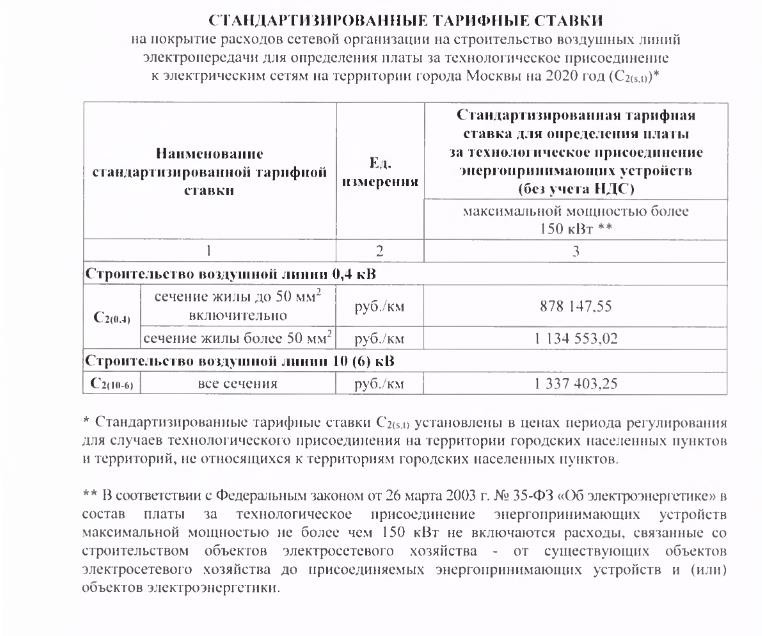 СТАНДАРТИЗИРОВАННЫЕ ТАРИФНЫЕ СТАВКИ
на покрытие расходов сетевой организации на строительство воздушных линий
электропередачи для определения платы за технологическое присоединение
к электрическим сетям на территории города Москвы на 2020 год (C2(s,t))*
Наименование
стандартизированной тарифной
ставки
Ед.
измерения
Стандартизированная тарифная
ставка для определения платы
за технологическое присоединение
энергопринимающих устройств
(без учета НДС)
максимальной мощностью более
150 кВт **
1 2 3
Строительство воздушной линии 0,4 кВ
C2(0,4)
сечение жилы до 50 мм²
включительно
руб./км 878 147,55
сечение жилы более 50 мм² руб./км 1 134 553,02
Строительство воздушной линии 10 (6) кВ
C2(10-6) все сечения руб./км 1 337 403,25
* Стандартизированные тарифные ставки C2(s,t) установлены в ценах периода регулирования
для случаев технологического присоединения на территории городских населенных пунктов
и территорий, не относящихся к территориям городских населенных пунктов.
** В соответствии с Федеральным законом от 26 марта 2003 г. № 35-ФЗ «Об электроэнергетике» в
состав платы за технологическое присоединение энергопринимающих устройств
максимальной мощностью не более чем 150 кВт не включаются расходы, связанные со
строительством объектов электросетевого хозяйства - от существующих объектов
электросетевого хозяйства до присоединяемых энергопринимающих устройств и (или)
объектов электроэнергетики.